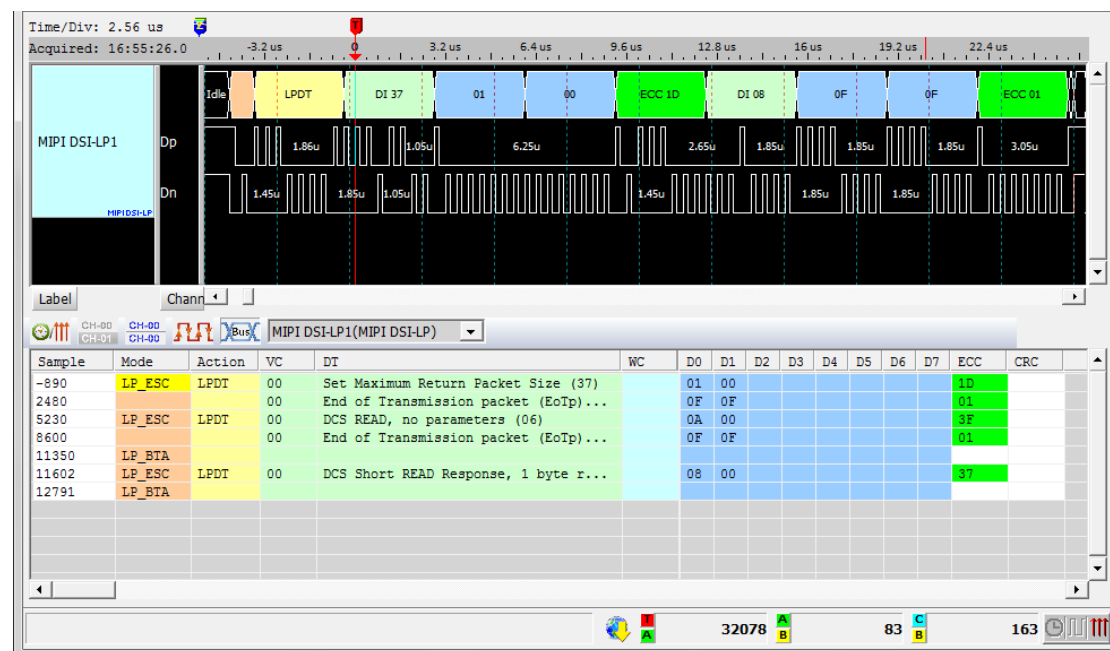 Time/Div: 2.56 us
Acquired: 16:55:26.0 -3.2 us 0 3.2 us 6.4 us 9.6 us 12.8 us 16 us 19.2 us 22.4 us
Idle LPDT DI 37 01 00 ECC 1D DI 08 0F 0F ECC 01
MIPI DSI-LP1 Dp 1.86u 1.05u 6.25u 2.65u 1.85u 1.85u 1.85u 3.05u
Dn 1.45u 1.85u 1.05u 1.45u 1.85u 1.85u
MIPI DSI-LP
Label Chann
CH-00 CH-01 CH-00 CH-00 Bus MIPI DSI-LP1(MIPI DSI-LP)
Sample Mode Action VC DT WC D0 D1 D2 D3 D4 D5 D6 D7 ECC CRC
-890 LP_ESC LPDT 00 Set Maximum Return Packet Size (37) 01 00 1D
2480 00 End of Transmission packet (EoTp)... 0F 0F 01
5230 LP_ESC LPDT 00 DCS READ, no parameters (06) 0A 00 3F
8600 00 End of Transmission packet (EoTp)... 0F 0F 01
11350 LP_BTA
11602 LP_ESC LPDT 00 DCS Short READ Response, 1 byte r... 08 00 37
12791 LP_BTA
T A 32078 A B 83 C B 163